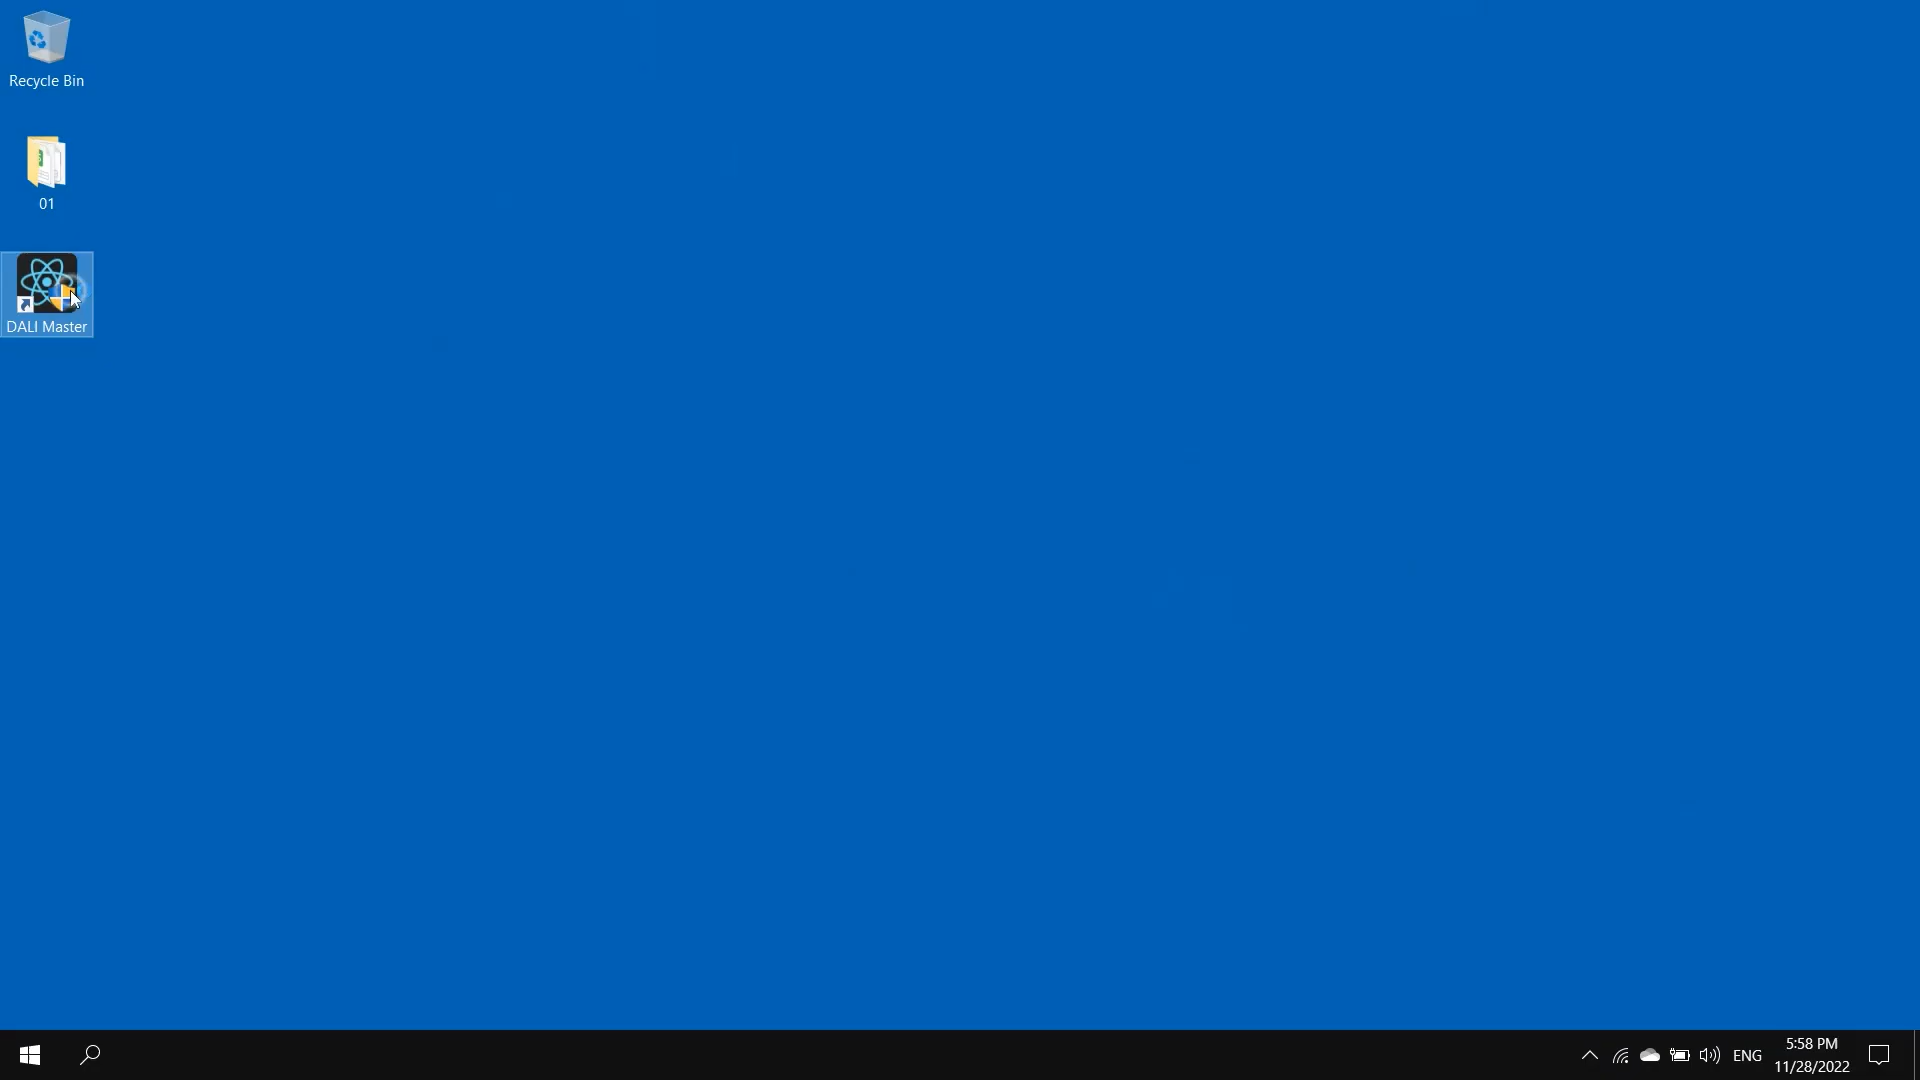 Recycle Bin
01
DALI Master
ENG
5:58 PM
11/28/2022